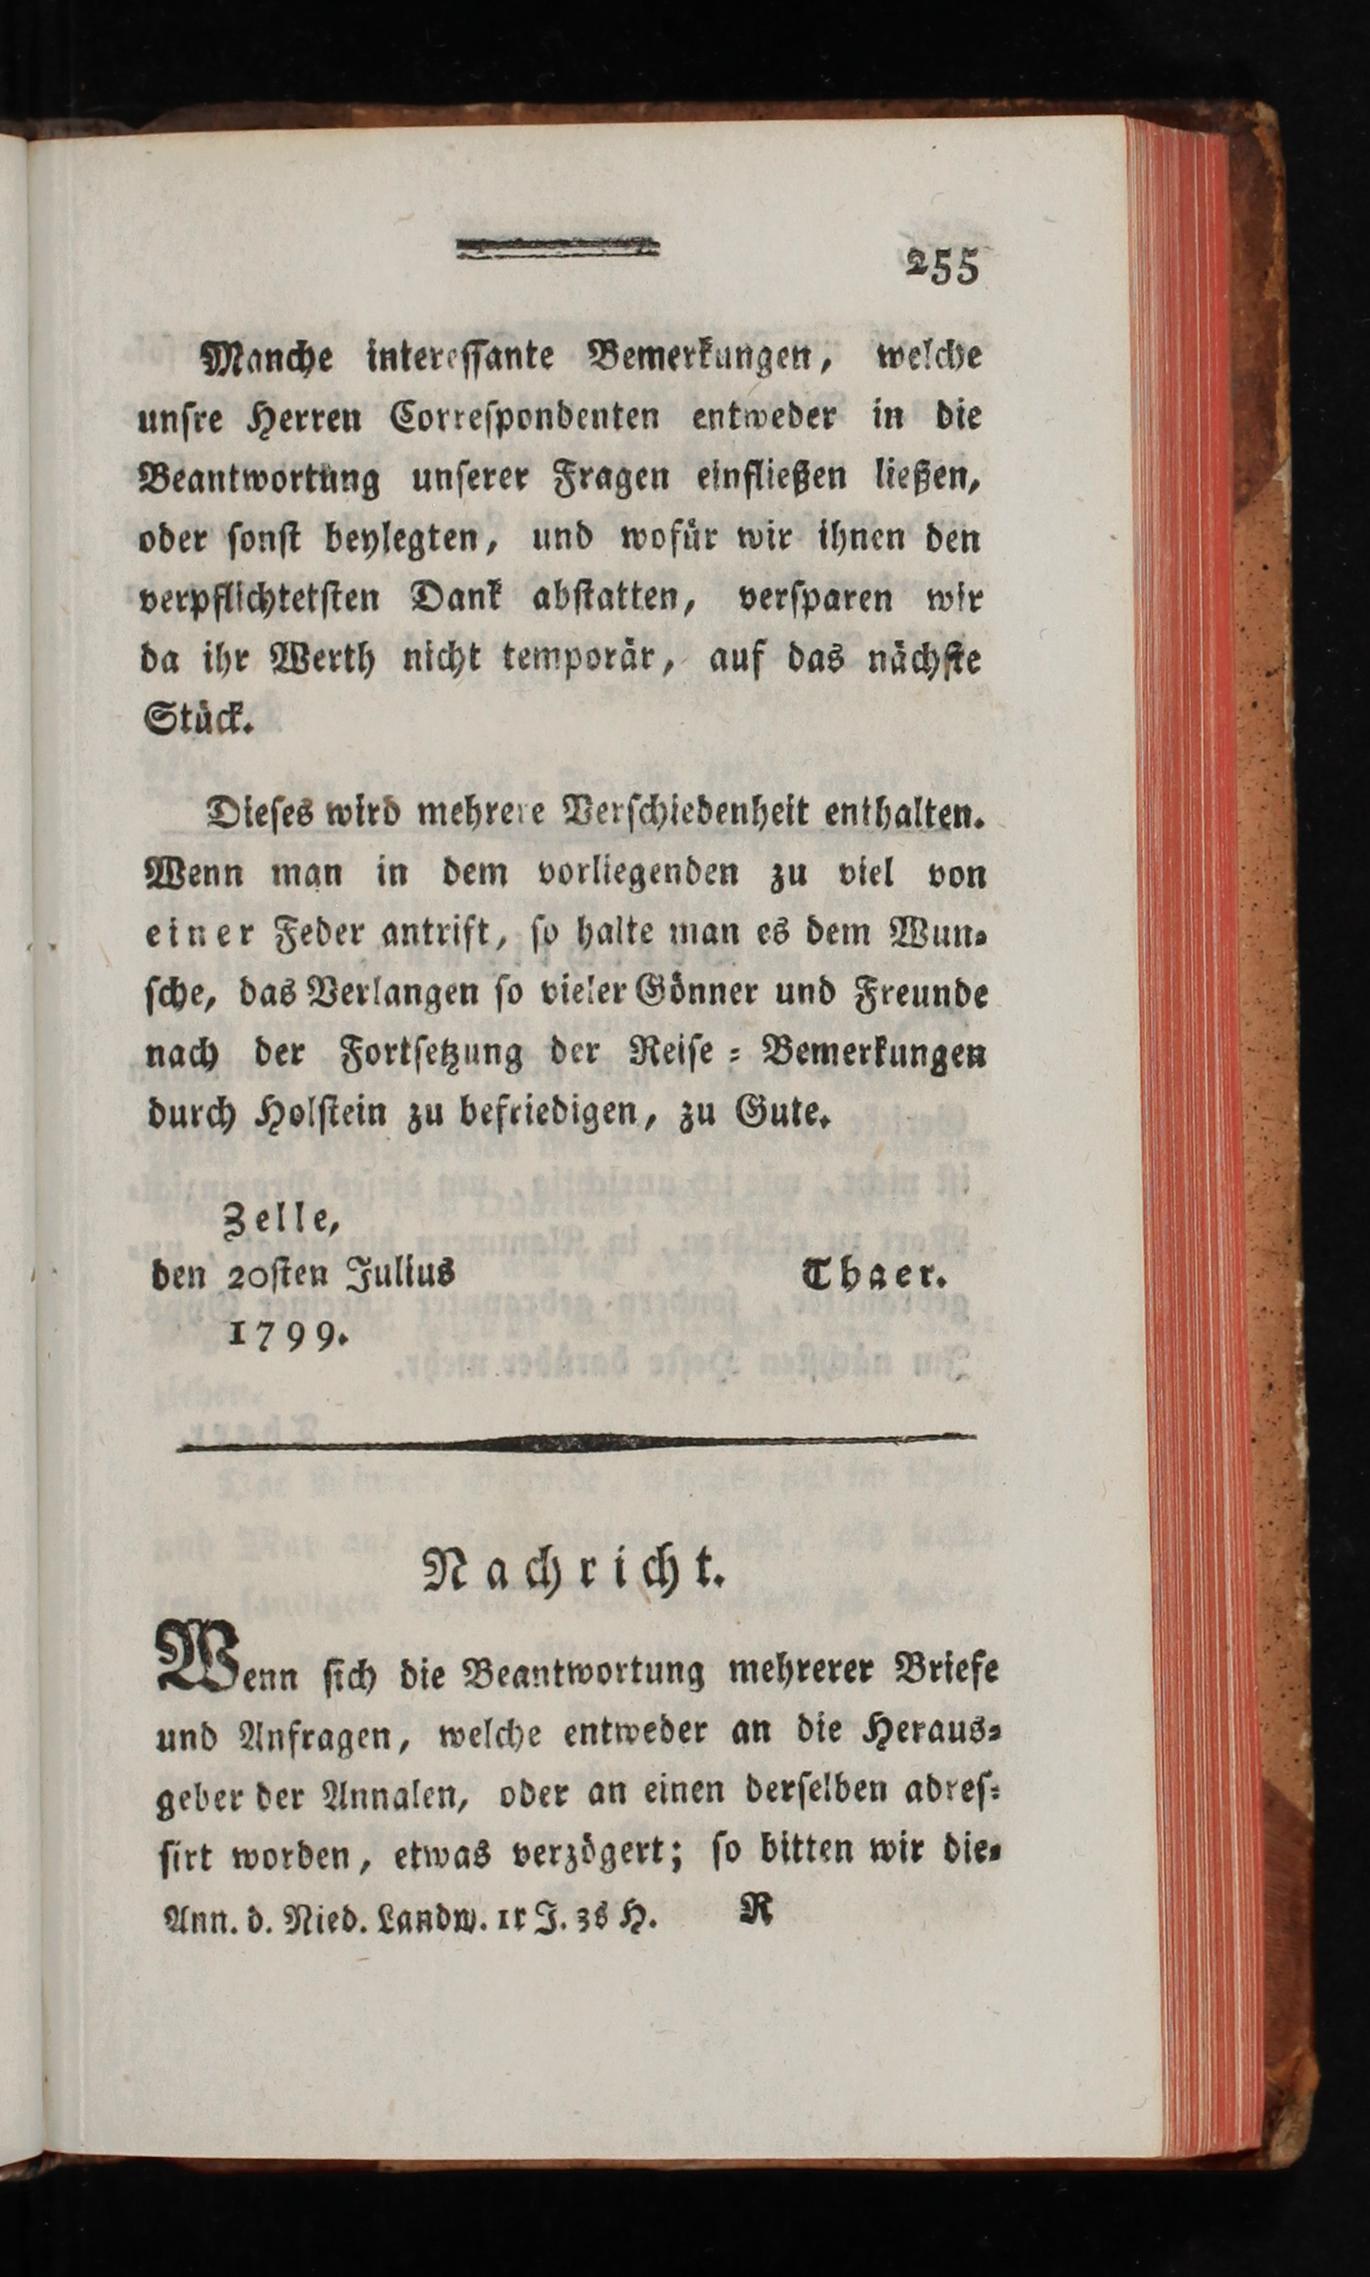 255
Manche interessante Bemerkungen, welche
unsre Herren Correspondenten entweder in die
Beantwortung unserer Fragen einfließen ließen,
oder sonst beylegten, und wofür wir ihnen den
verpflichtetsten Dank abstatten, versparen wir
da ihr Werth nicht temporär, auf das nächste
Stück.
Dieses wird mehrere Verschiedenheit enthalten.
Wenn man in dem vorliegenden zu viel von
einer Feder antrift, so halte man es dem Wun-
sche, das Verlangen so vieler Gönner und Freunde
nach der Fortsetzung der Reise-Bemerkungen
durch Holstein zu befriedigen, zu Gute.
Zelle,
den 20sten Julius Thaer.
1799.
Nachricht.
Wenn sich die Beantwortung mehrerer Briefe
und Anfragen, welche entweder an die Heraus-
geber der Annalen, oder an einen derselben adres-
sirt worden, etwas verzögert; so bitten wir die-
Ann. d. Nied. Landw. 1r J. 3s H. R